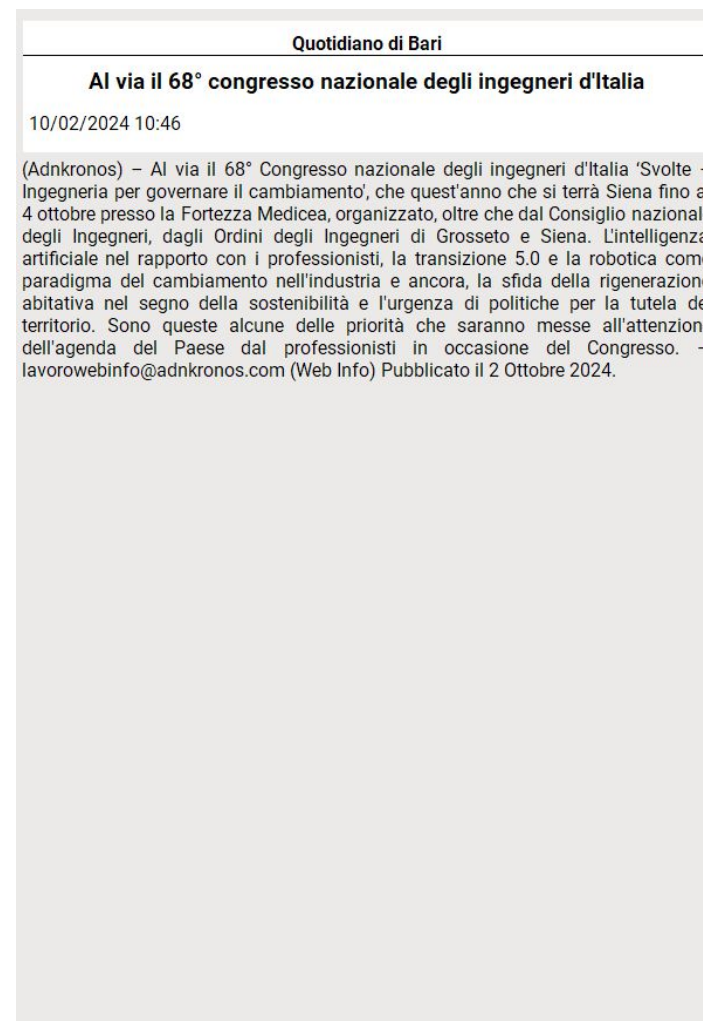 Quotidiano di Bari
Al via il 68° congresso nazionale degli ingegneri d'Italia
10/02/2024 10:46
(Adnkronos) – Al via il 68° Congresso nazionale degli ingegneri d'Italia ‘Svolte -
Ingegneria per governare il cambiamento', che quest'anno che si terrà Siena fino a
4 ottobre presso la Fortezza Medicea, organizzato, oltre che dal Consiglio nazional
degli Ingegneri, dagli Ordini degli Ingegneri di Grosseto e Siena. L'intelligenza
artificiale nel rapporto con i professionisti, la transizione 5.0 e la robotica com
paradigma del cambiamento nell'industria e ancora, la sfida della rigenerazion
abitativa nel segno della sostenibilità e l'urgenza di politiche per la tutela de
territorio. Sono queste alcune delle priorità che saranno messe all'attenzion
dell'agenda del Paese dal professionisti in occasione del Congresso. -
lavorowebinfo@adnkronos.com (Web Info) Pubblicato il 2 Ottobre 2024.